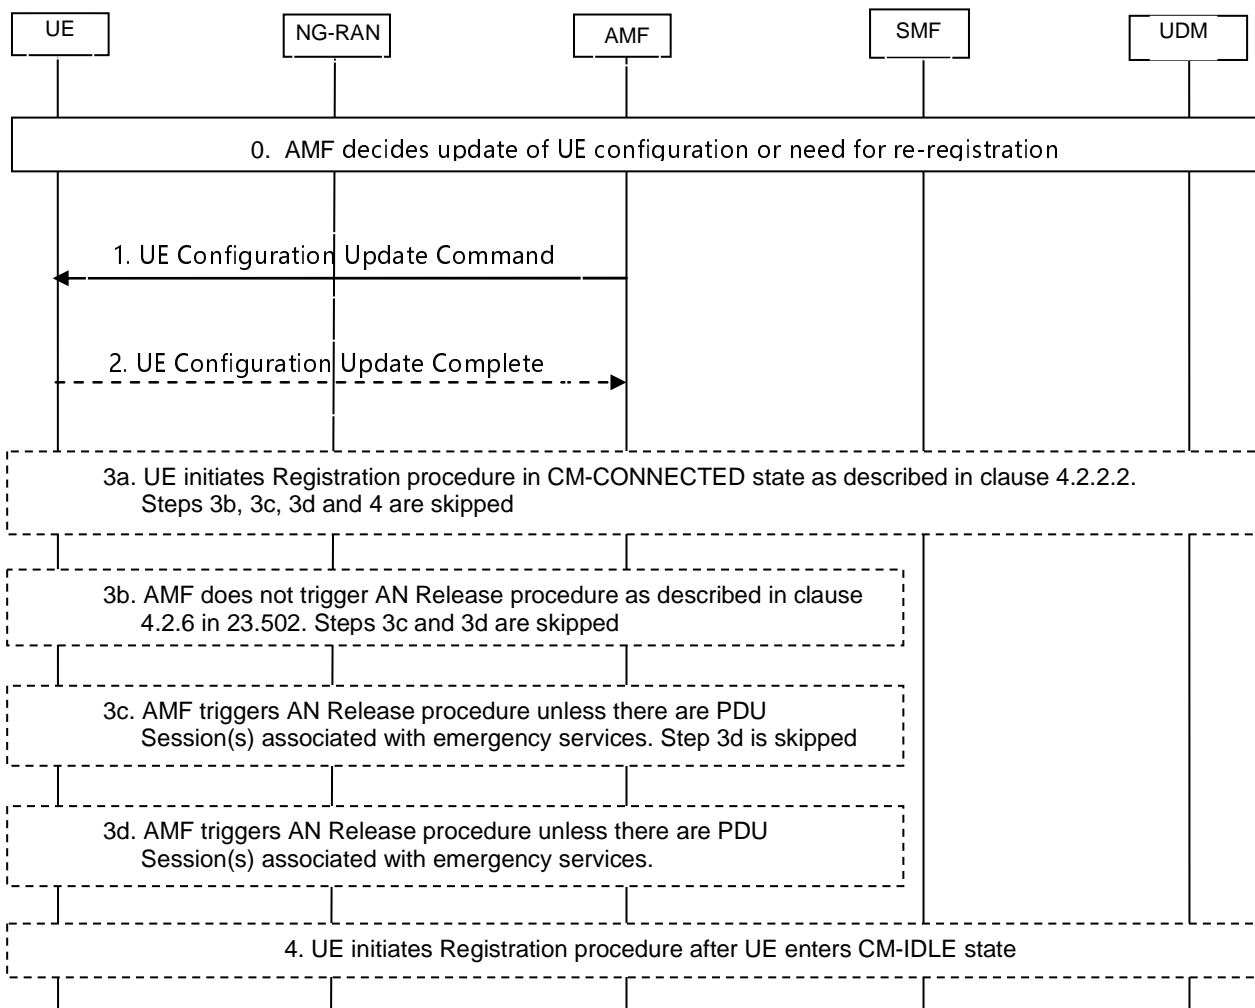 UE
NG-RAN
AMF
SMF
UDM
0. AMF decides update of UE configuration or need for re-registration
1. UE Configuration Update Command
2. UE Configuration Update Complete
3a. UE initiates Registration procedure in CM-CONNECTED state as described in clause 4.2.2.2.
Steps 3b, 3c, 3d and 4 are skipped
3b. AMF does not trigger AN Release procedure as described in clause
4.2.6 in 23.502. Steps 3c and 3d are skipped
3c. AMF triggers AN Release procedure unless there are PDU
Session(s) associated with emergency services. Step 3d is skipped
3d. AMF triggers AN Release procedure unless there are PDU
Session(s) associated with emergency services.
4. UE initiates Registration procedure after UE enters CM-IDLE state